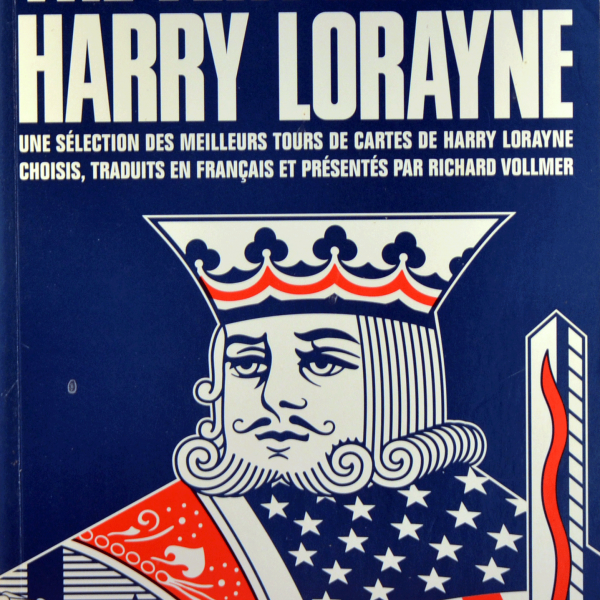 HARRY LORAYNE
UNE SÉLECTION DES MEILLEURS TOURS DE CARTES DE HARRY LORAYNE
CHOISIS, TRADUITS EN FRANÇAIS ET PRÉSENTÉS PAR RICHARD VOLLMER